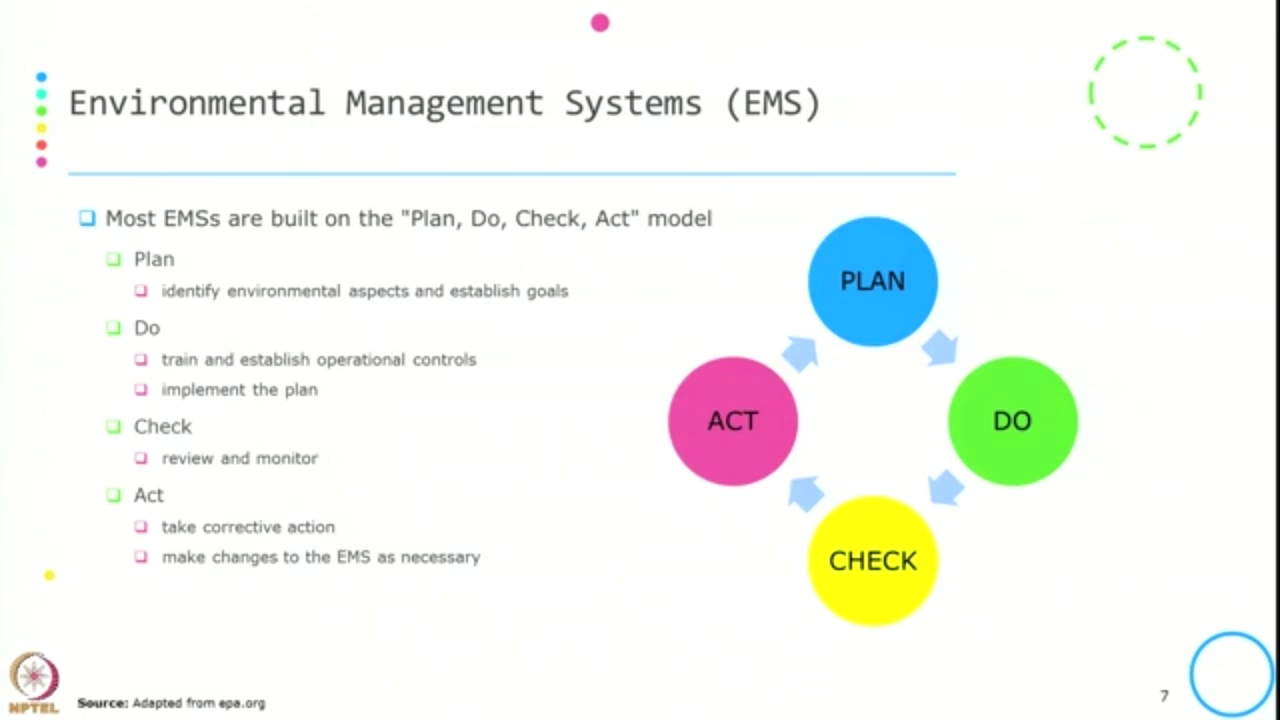 Environmental Management Systems (EMS)
Most EMSs are built on the "Plan, Do, Check, Act" model
Plan
identify environmental aspects and establish goals
Do
train and establish operational controls
implement the plan
Check
review and monitor
Act
take corrective action
make changes to the EMS as necessary
PLAN
DO
CHECK
ACT
NPTEL
Source: Adapted from epa.org
7